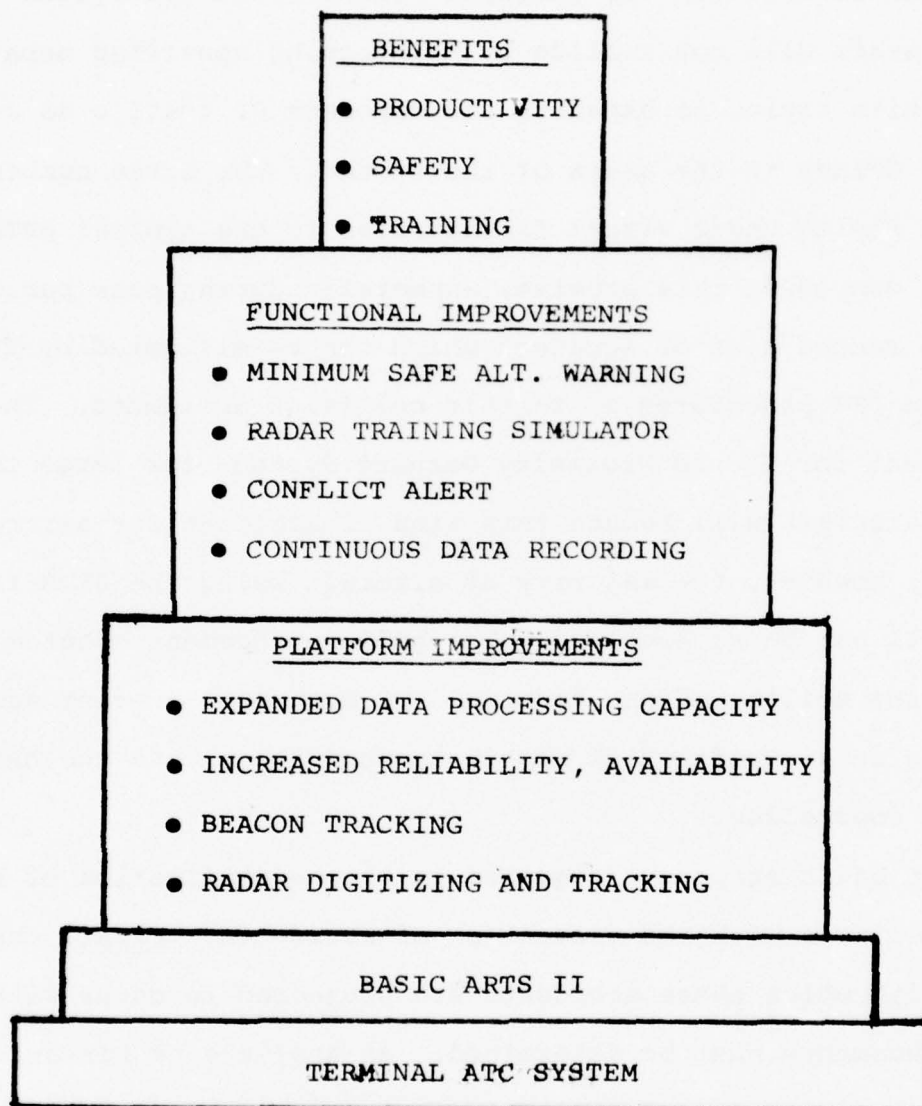 BENEFITS
• PRODUCTIVITY
• SAFETY
• TRAINING
FUNCTIONAL IMPROVEMENTS
• MINIMUM SAFE ALT. WARNING
• RADAR TRAINING SIMULATOR
• CONFLICT ALERT
• CONTINUOUS DATA RECORDING
PLATFORM IMPROVEMENTS
• EXPANDED DATA PROCESSING CAPACITY
• INCREASED RELIABILITY, AVAILABILITY
• BEACON TRACKING
• RADAR DIGITIZING AND TRACKING
BASIC ARTS II
TERMINAL ATC SYSTEM